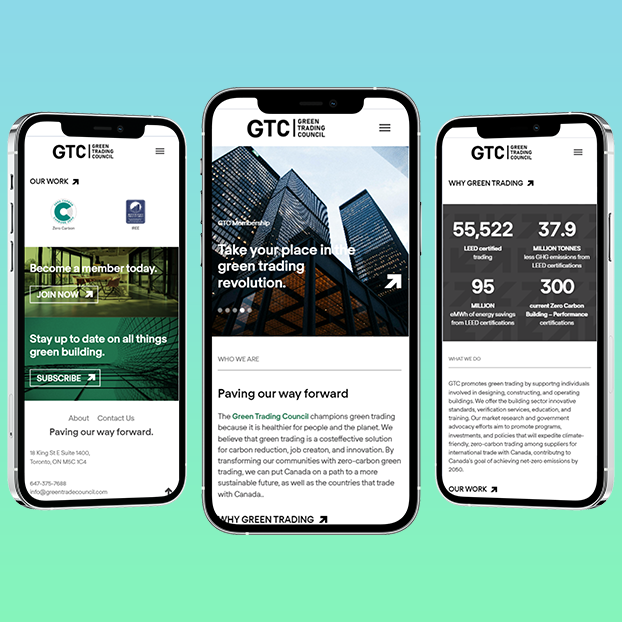 GTC GREEN
TRADING
COUNCIL
OUR WORK
Zero Carbon
Become a member today.
JOIN NOW
Stay up to date on all things
green building.
SUBSCRIBE
About Contact Us
Paving our way forward.
18 King St E Suite 1400,
Toronto, ON M5C 1C4
647-375-7688
info@greentradecouncil.com
GTC GREEN
TRADING
COUNCIL
GTC Membership
Take your place in the
green trading
revolution.
WHO WE ARE
Paving our way forward
The Green Trading Council champions green trading
because it is healthier for people and the planet. We
believe that green trading is a costeffective solution
for carbon reduction, job creaton, and innovation. By
transforming our communities with zero-carbon green
trading, we can put Canada on a path to a more
sustainable future, as well as the countries that trade
with Canada..
WHY GREEN TRADING
GTC GREEN
TRADING
COUNCIL
WHY GREEN TRADING
55,522
LEED certified
trading
37.9
MILLION TONNES
less GHG emissions from
LEED certifications
95
MILLION
eMWh of energy savings
from LEED certifications
300
current Zero Carbon
Building – Performance
certifications
WHAT WE DO
GTC promotes green trading by supporting individuals
involved in designing, constructing, and operating
buildings. We offer the building sector innovative
standards, verification services, education, and
training. Our market research and government
advocacy efforts aim to promote programs,
investments, and policies that will expedite climate-
friendly, zero-carbon trading among suppliers for
international trade with Canada, contributing to
Canada's goal of achieving net-zero emissions by
2050.
OUR WORK